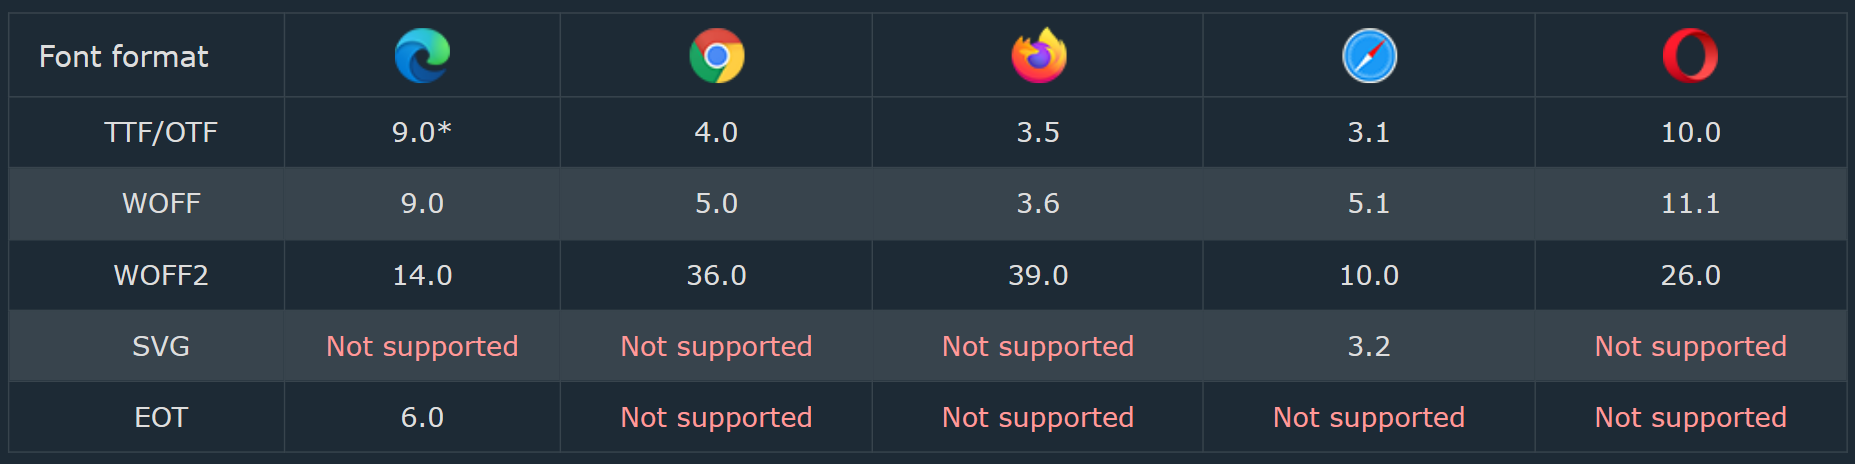 Font format
TTF/OTF 9.0* 4.0 3.5 3.1 10.0
WOFF 9.0 5.0 3.6 5.1 11.1
WOFF2 14.0 36.0 39.0 10.0 26.0
SVG Not supported Not supported Not supported 3.2 Not supported
EOT 6.0 Not supported Not supported Not supported Not supported